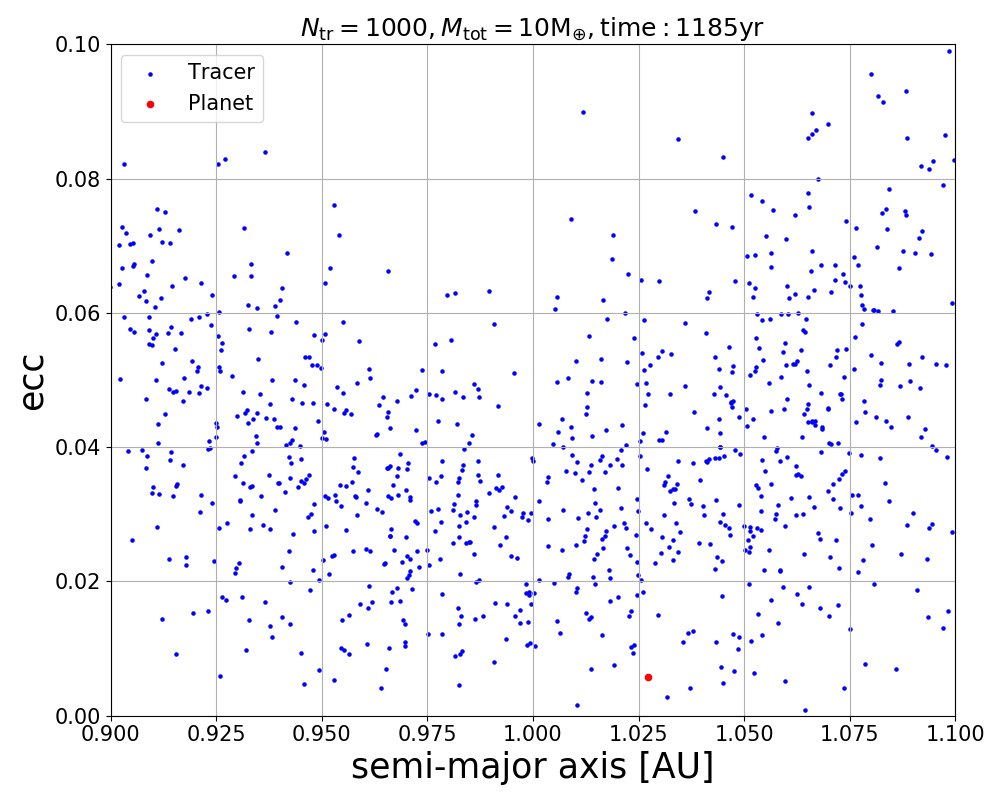 N_tr = 1000, M_tot = 10M_⊕, time : 1185yr
Tracer
Planet
0.10
0.08
0.06
0.04
0.02
0.00
ecc
0.900 0.925 0.950 0.975 1.000 1.025 1.050 1.075 1.100
semi-major axis [AU]